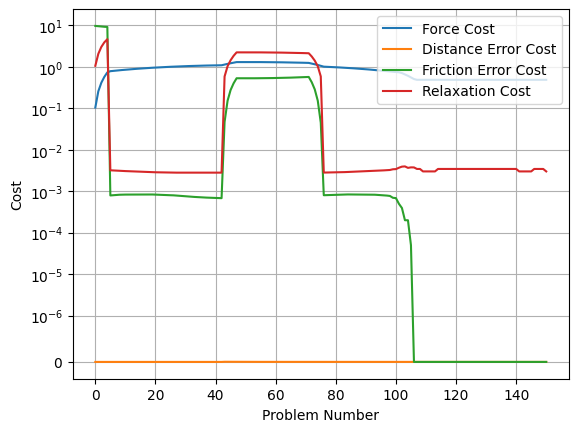 Force Cost
Distance Error Cost
Friction Error Cost
Relaxation Cost
10¹
10⁰
10⁻¹
10⁻²
10⁻³
10⁻⁴
10⁻⁵
10⁻⁶
0
Cost
0 20 40 60 80 100 120 140
Problem Number